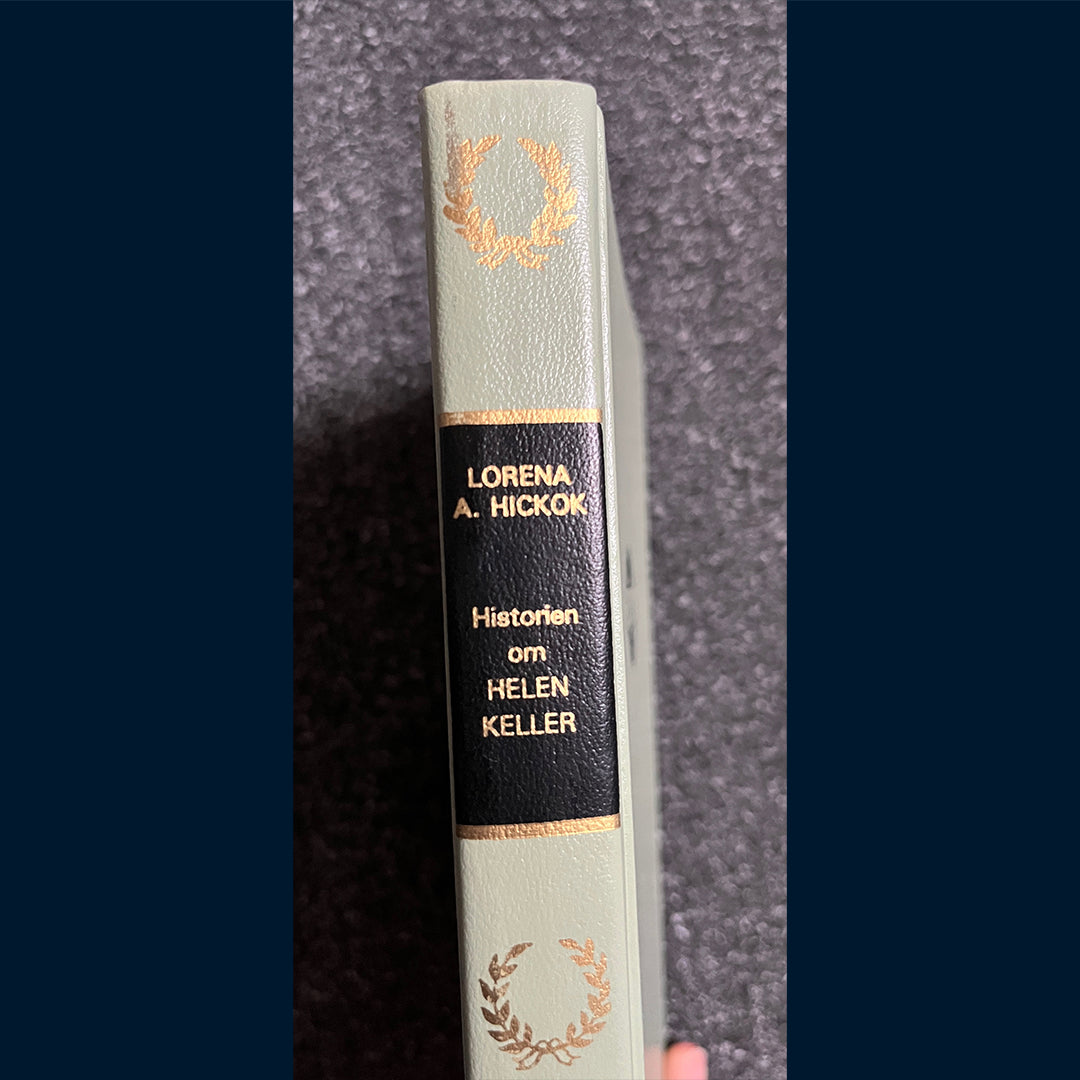 LORENA
A. HICKOK
Historien
om
HELEN
KELLER